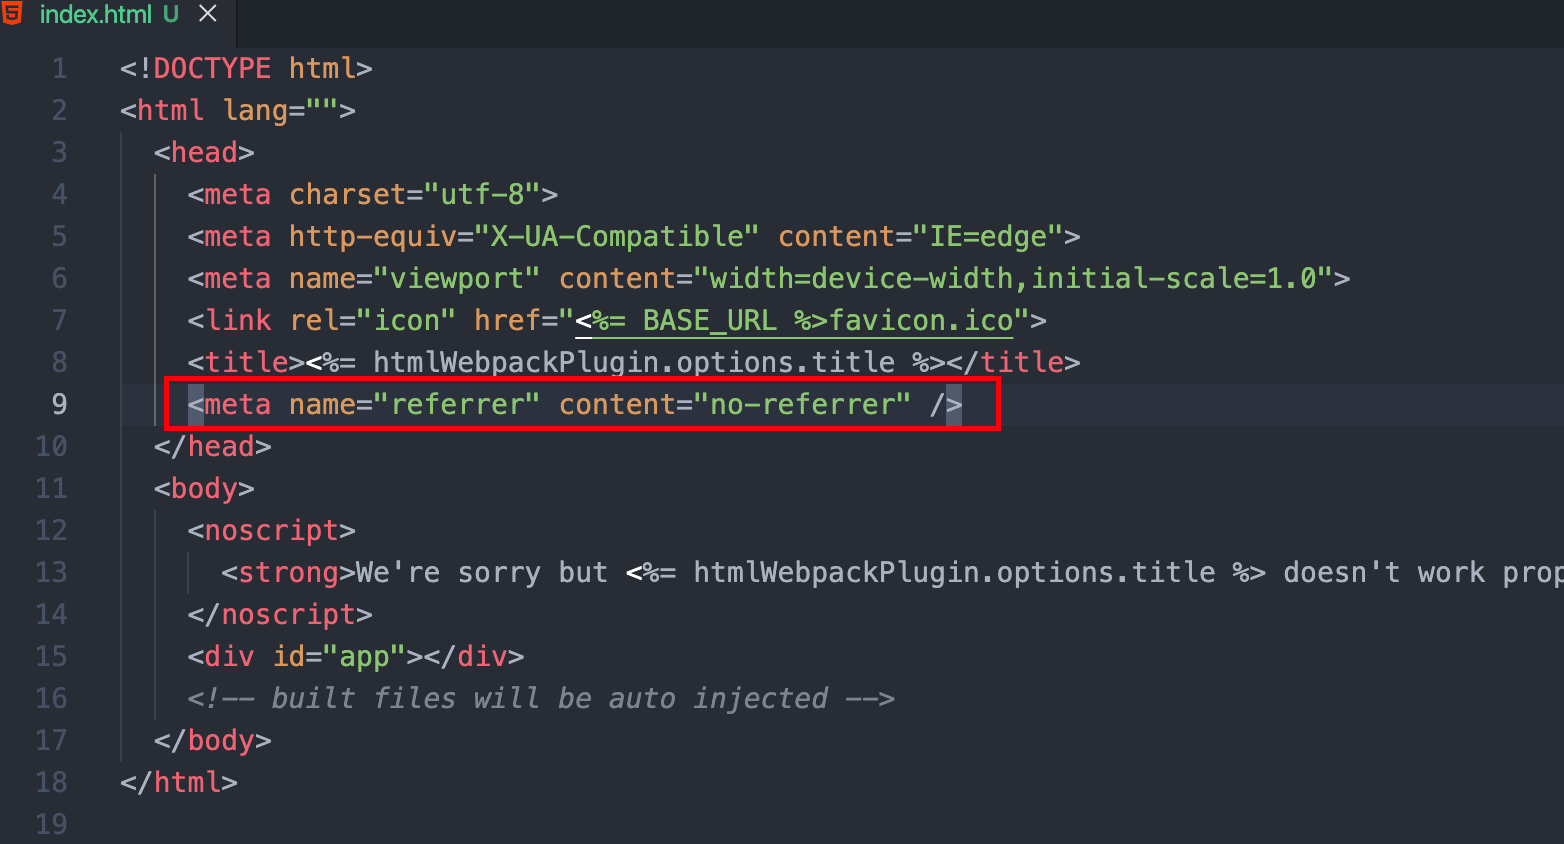 index.html U
1 <!DOCTYPE html>
2 <html lang="">
3   <head>
4     <meta charset="utf-8">
5     <meta http-equiv="X-UA-Compatible" content="IE=edge">
6     <meta name="viewport" content="width=device-width,initial-scale=1.0">
7     <link rel="icon" href="<%= BASE_URL %>favicon.ico">
8     <title><%= htmlWebpackPlugin.options.title %></title>
9     <meta name="referrer" content="no-referrer" />
10   </head>
11   <body>
12     <noscript>
13       <strong>We're sorry but <%= htmlWebpackPlugin.options.title %> doesn't work prop
14     </noscript>
15     <div id="app"></div>
16     <!-- built files will be auto injected -->
17   </body>
18 </html>
19